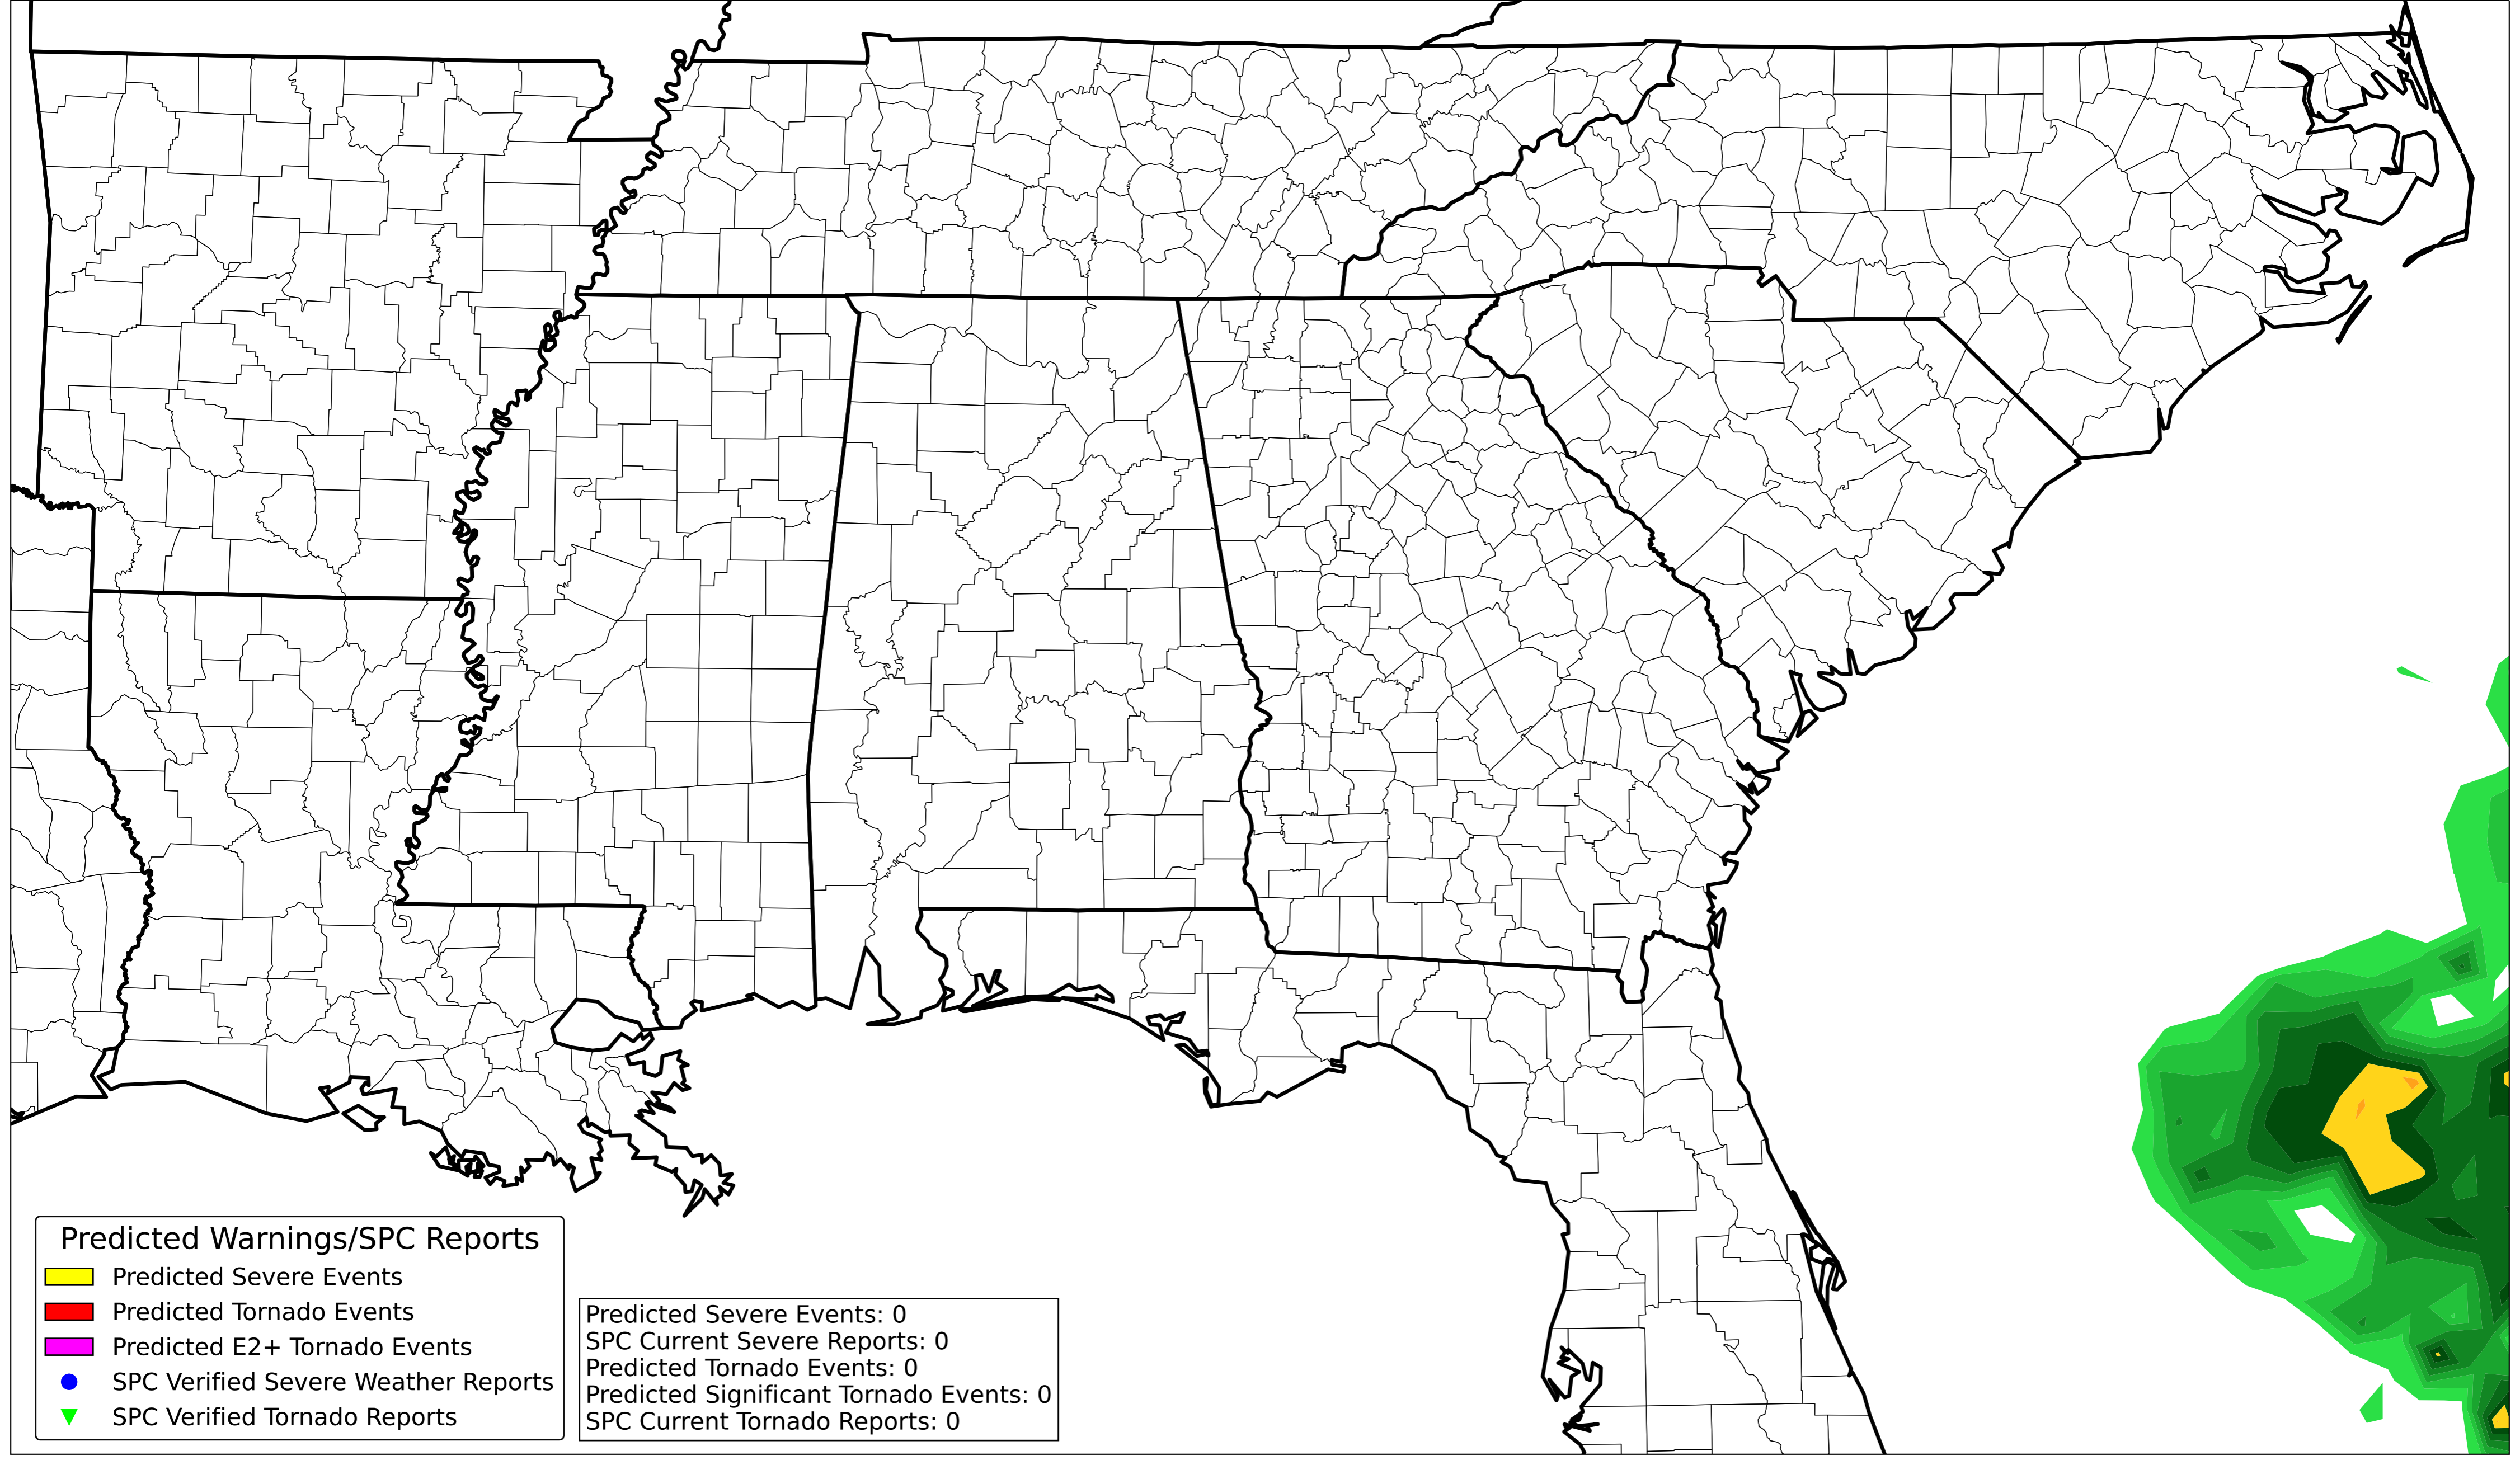 Predicted Warnings/SPC Reports
Predicted Severe Events
Predicted Tornado Events
Predicted E2+ Tornado Events
SPC Verified Severe Weather Reports
SPC Verified Tornado Reports
Predicted Severe Events: 0
SPC Current Severe Reports: 0
Predicted Tornado Events: 0
Predicted Significant Tornado Events: 0
SPC Current Tornado Reports: 0